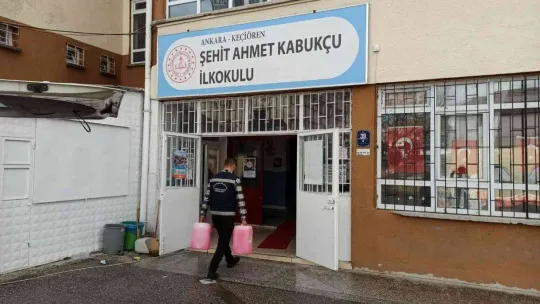 ANKARA - KEÇİÖREN
ŞEHİT AHMET KABUKÇU
İLKOKULU